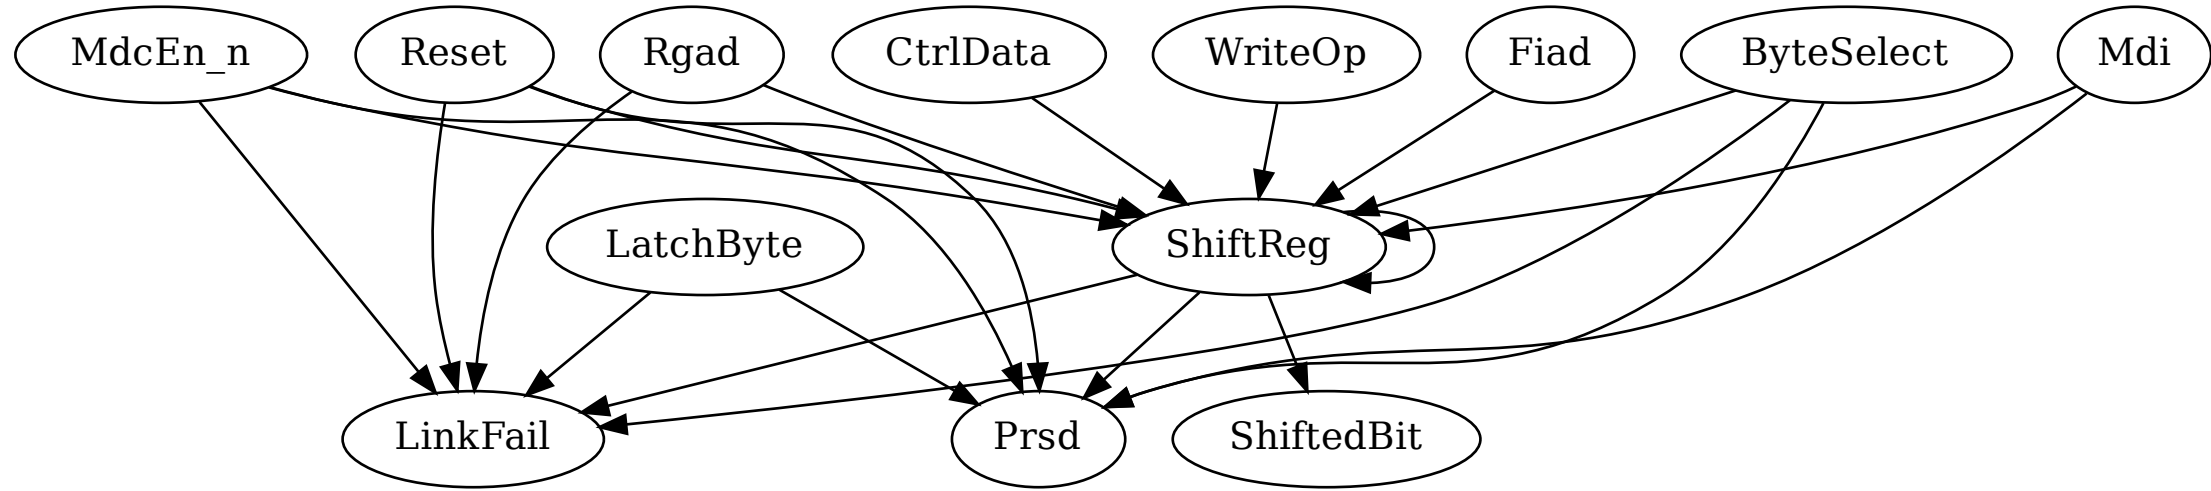 MdcEn_n
Reset
Rgad
CtrlData
WriteOp
Fiad
ByteSelect
Mdi
LatchByte
ShiftReg
LinkFail
Prsd
ShiftedBit